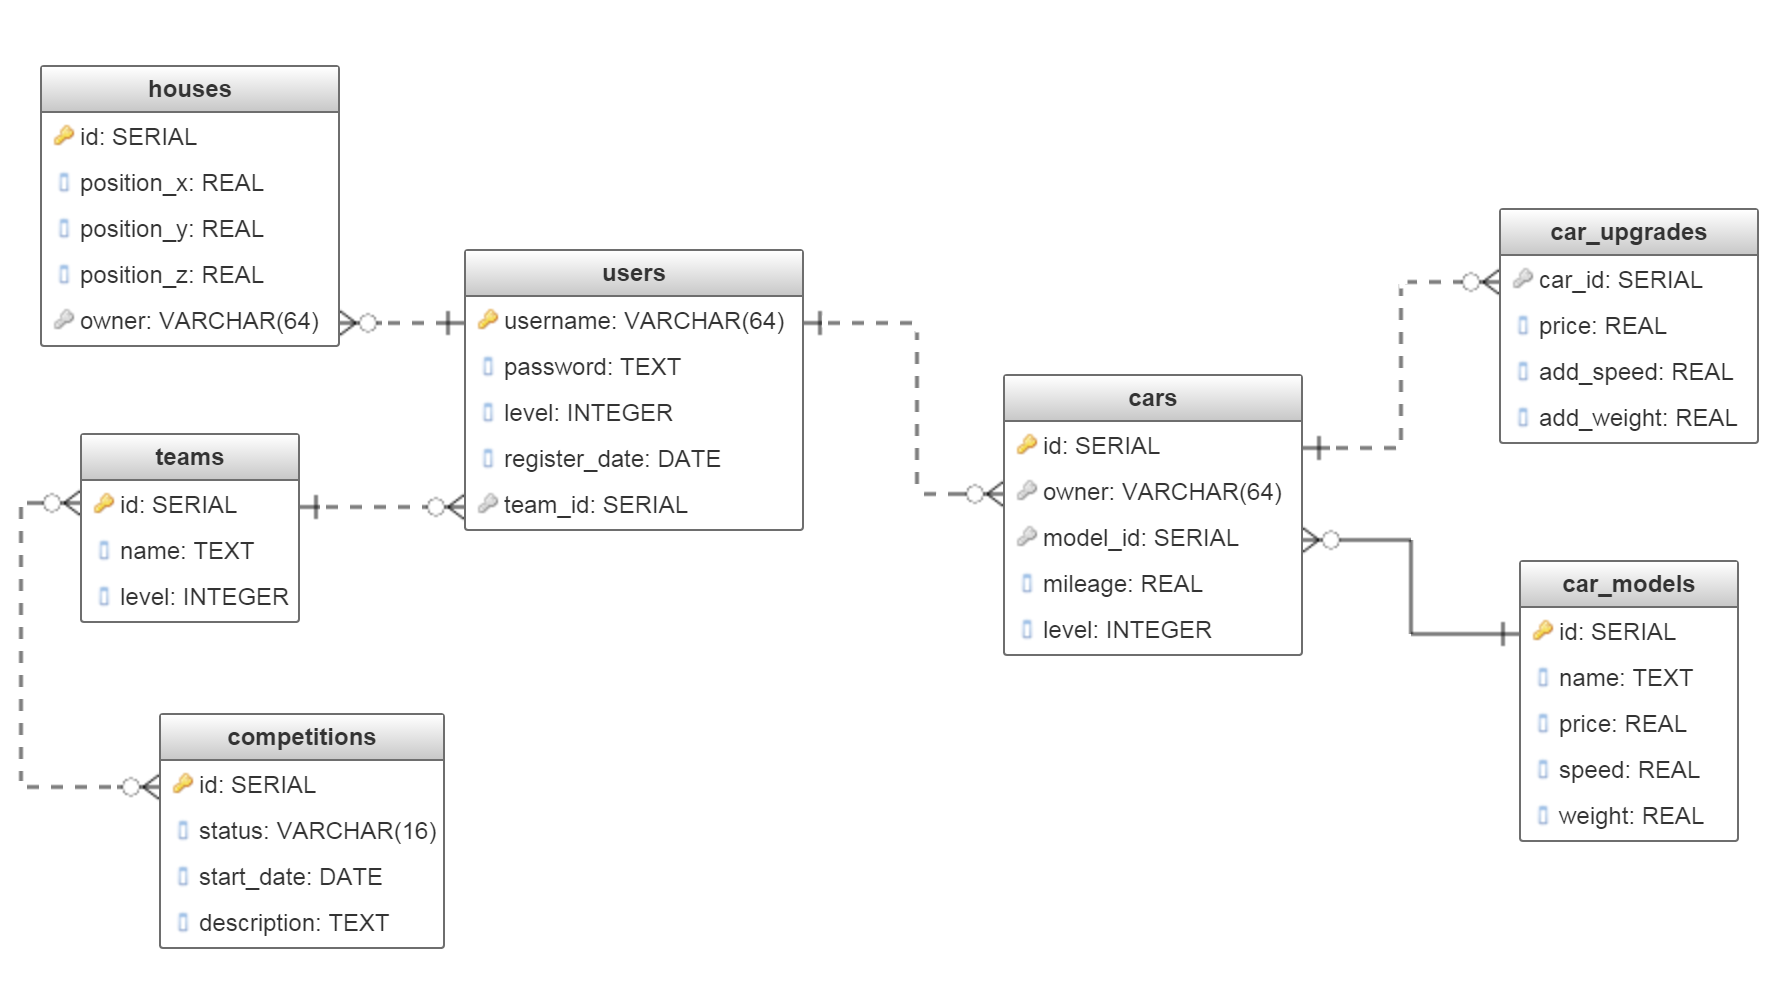 houses
id: SERIAL
position_x: REAL
position_y: REAL
position_z: REAL
owner: VARCHAR(64)
users
username: VARCHAR(64)
password: TEXT
level: INTEGER
register_date: DATE
team_id: SERIAL
teams
id: SERIAL
name: TEXT
level: INTEGER
competitions
id: SERIAL
status: VARCHAR(16)
start_date: DATE
description: TEXT
cars
id: SERIAL
owner: VARCHAR(64)
model_id: SERIAL
mileage: REAL
level: INTEGER
car_upgrades
car_id: SERIAL
price: REAL
add_speed: REAL
add_weight: REAL
car_models
id: SERIAL
name: TEXT
price: REAL
speed: REAL
weight: REAL